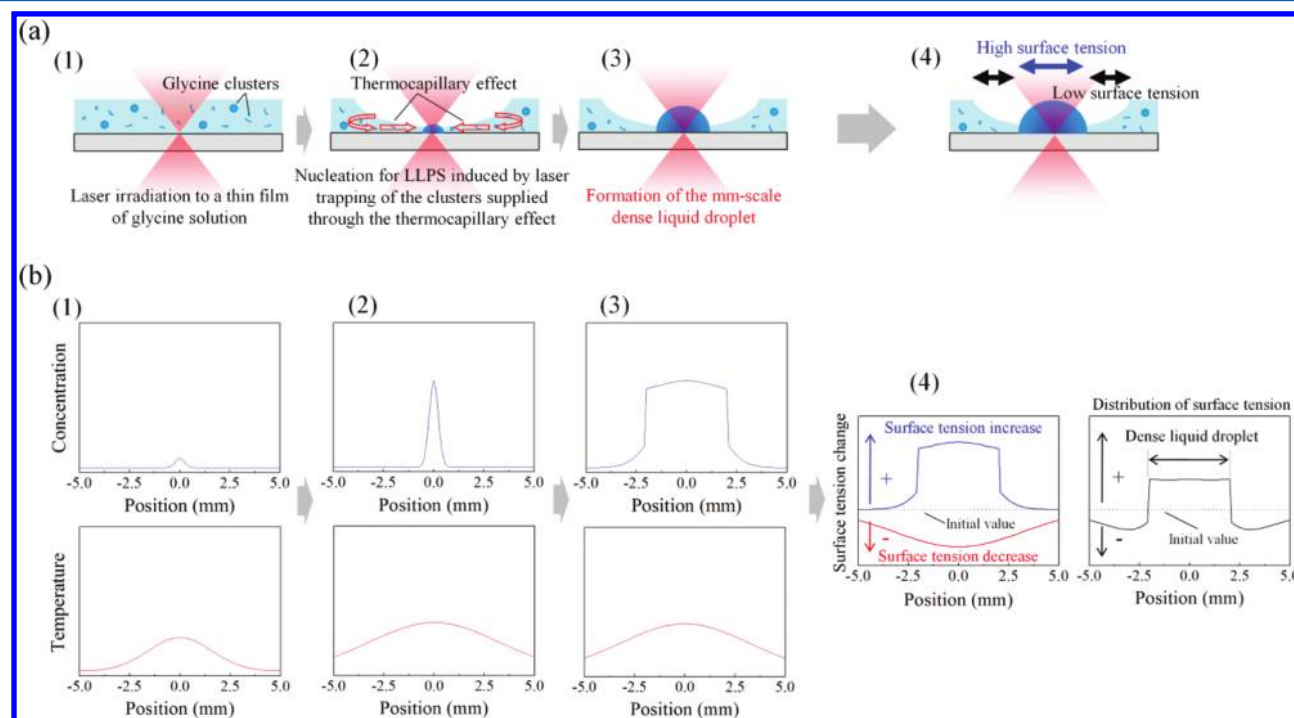 (a)
(1)
Glycine clusters
Laser irradiation to a thin film
of glycine solution
(2)
Thermocapillary effect
Nucleation for LLPS induced by laser
trapping of the clusters supplied
through the thermocapillary effect
(3)
Formation of the mm-scale
dense liquid droplet
(4)
High surface tension
Low surface tension
(b)
(1)
Concentration
-5.0 -2.5 0.0 2.5 5.0
Position (mm)
(2)
-5.0 -2.5 0.0 2.5 5.0
Position (mm)
(3)
-5.0 -2.5 0.0 2.5 5.0
Position (mm)
Temperature
-5.0 -2.5 0.0 2.5 5.0
Position (mm)
-5.0 -2.5 0.0 2.5 5.0
Position (mm)
-5.0 -2.5 0.0 2.5 5.0
Position (mm)
(4)
Surface tension change
Surface tension increase
+
Initial value
-
Surface tension decrease
-5.0 -2.5 0.0 2.5 5.0
Position (mm)
Distribution of surface tension
Dense liquid droplet
+
Initial value
-
-5.0 -2.5 0.0 2.5 5.0
Position (mm)